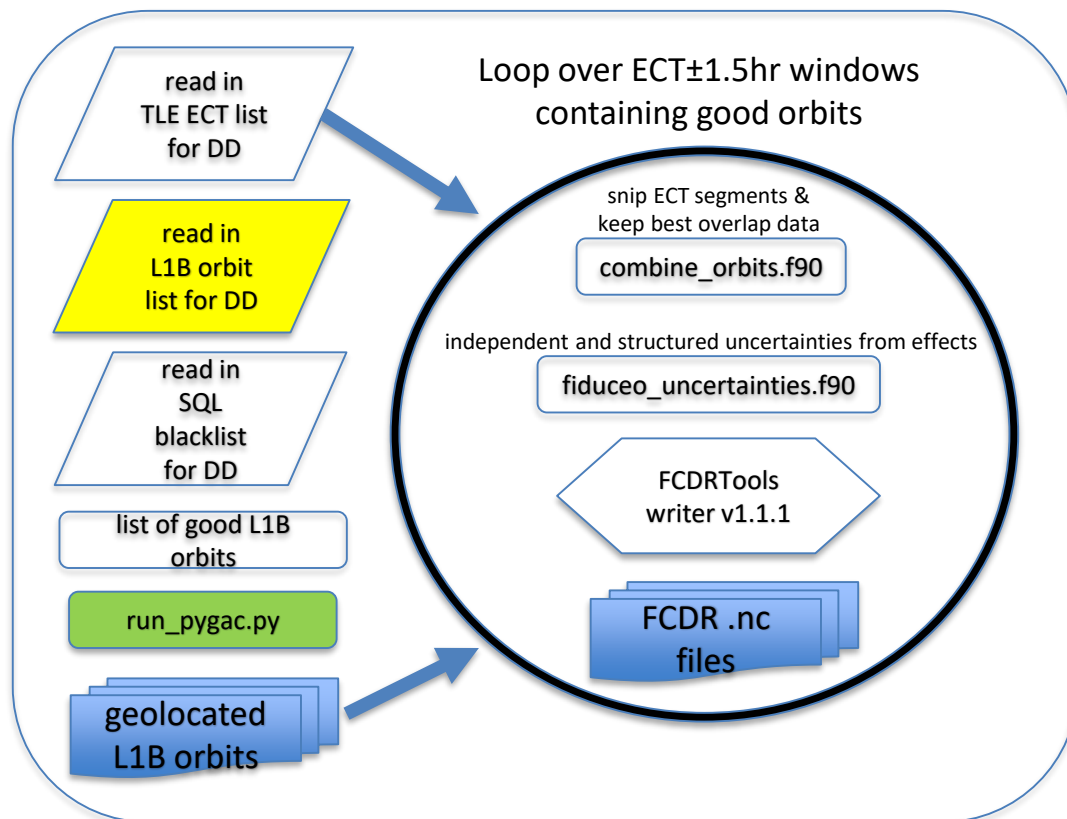 read in
TLE ECT list
for DD
read in
L1B orbit
list for DD
read in
SQL
blacklist
for DD
list of good L1B
orbits
run_pygac.py
geolocated
L1B orbits
Loop over ECT±1.5hr windows
containing good orbits
snip ECT segments &
keep best overlap data
combine_orbits.f90
independent and structured uncertainties from effects
fiduceo_uncertainties.f90
FCDRTools
writer v1.1.1
FCDR .nc
files